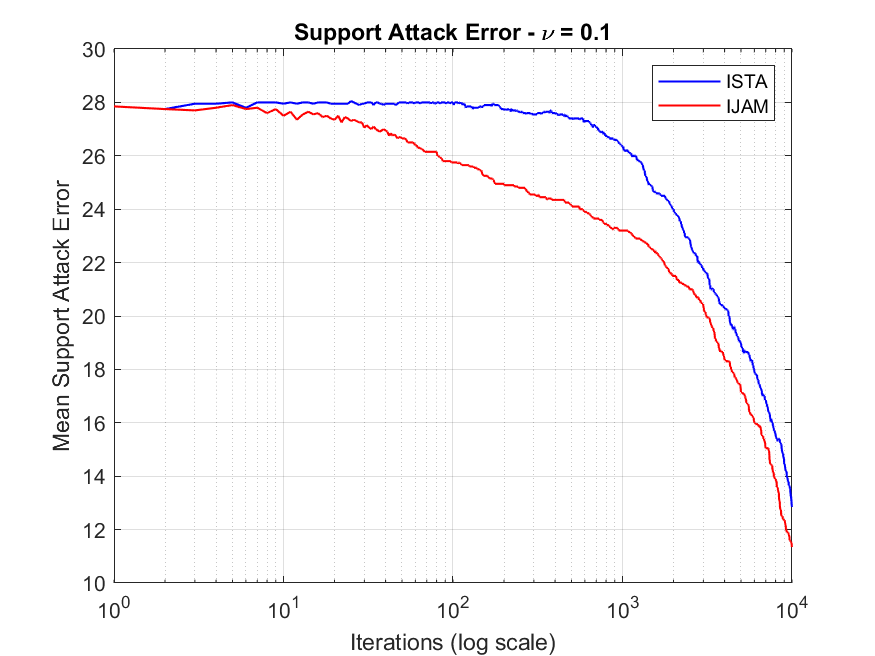 Support Attack Error - ν = 0.1
ISTA
IJAM
Mean Support Attack Error
30
28
26
24
22
20
18
16
14
12
10
10^0 10^1 10^2 10^3 10^4
Iterations (log scale)